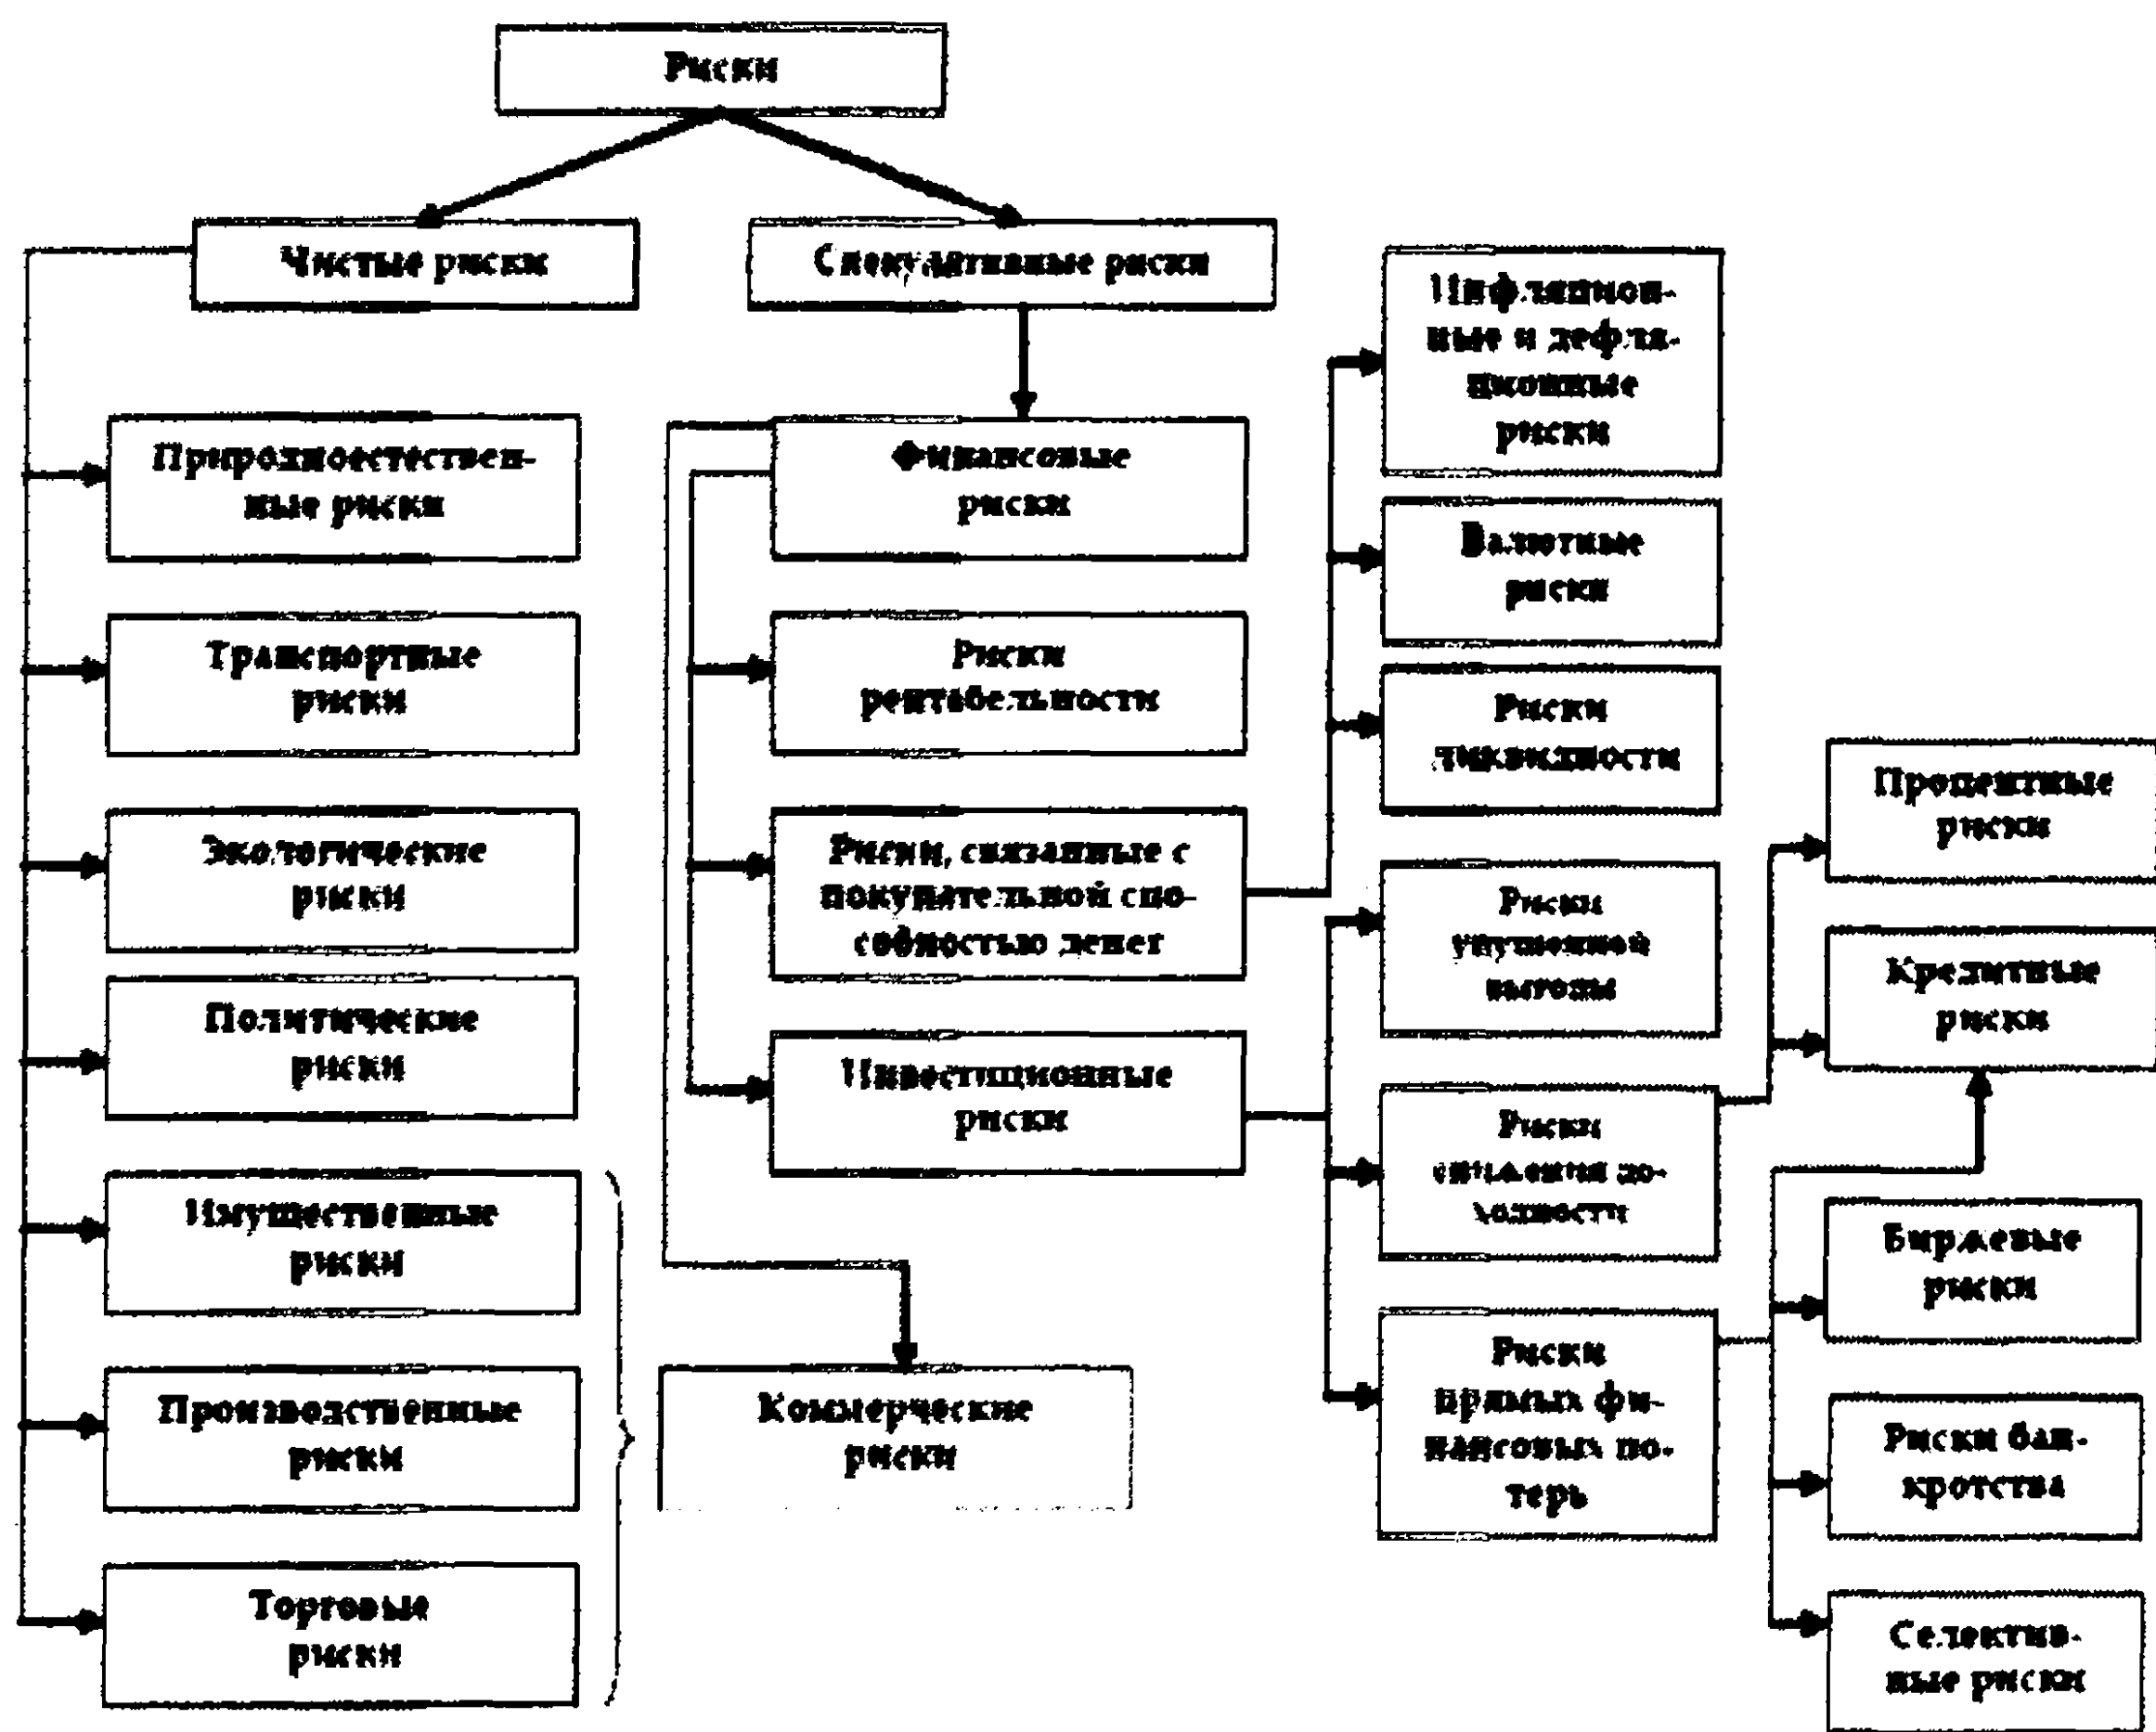 Риски
Чистые риски
Спекулятивные риски
Природноестествен-
ные риски
Транспортные
риски
Экологические
риски
Политические
риски
Имущественные
риски
Производственные
риски
Торговые
риски
Финансовые
риски
Риски
рентабельности
Риски, связанные с
покупательной спо-
собностью денег
Инвестиционные
риски
Коммерческие
риски
Инфляцион-
ные и дефля-
ционные
риски
Валютные
риски
Риски
ликвидности
Риски
упущенной
выгоды
Риски
снижения до-
ходности
Риски
прямых фи-
нансовых по-
терь
Процентные
риски
Кредитные
риски
Биржевые
риски
Риски бан-
кротства
Селектив-
ные риски